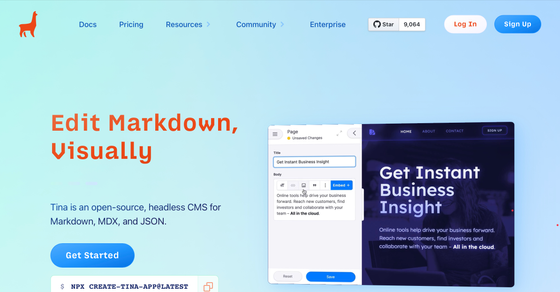 Docs
Pricing
Resources
Community
Enterprise
Star
9,064
Log In
Sign Up
Edit Markdown,
Visually
Tina is an open-source, headless CMS for
Markdown, MDX, and JSON.
Get Started
$ NPX CREATE-TINA-APP@LATEST
Page
Unsaved Changes
Title
Get Instant Business Insight
Body
Embed +
Online tools help drive your business
forward. Reach new customers, find
investors and collaborate with your
team - All in the cloud.
Reset
Save
HOME
ABOUT
CONTACT
SIGN UP
Get Instant
Business
Insight
Online tools help drive your business forward.
Reach new customers, find investors and
collaborate with your team - All in the cloud.